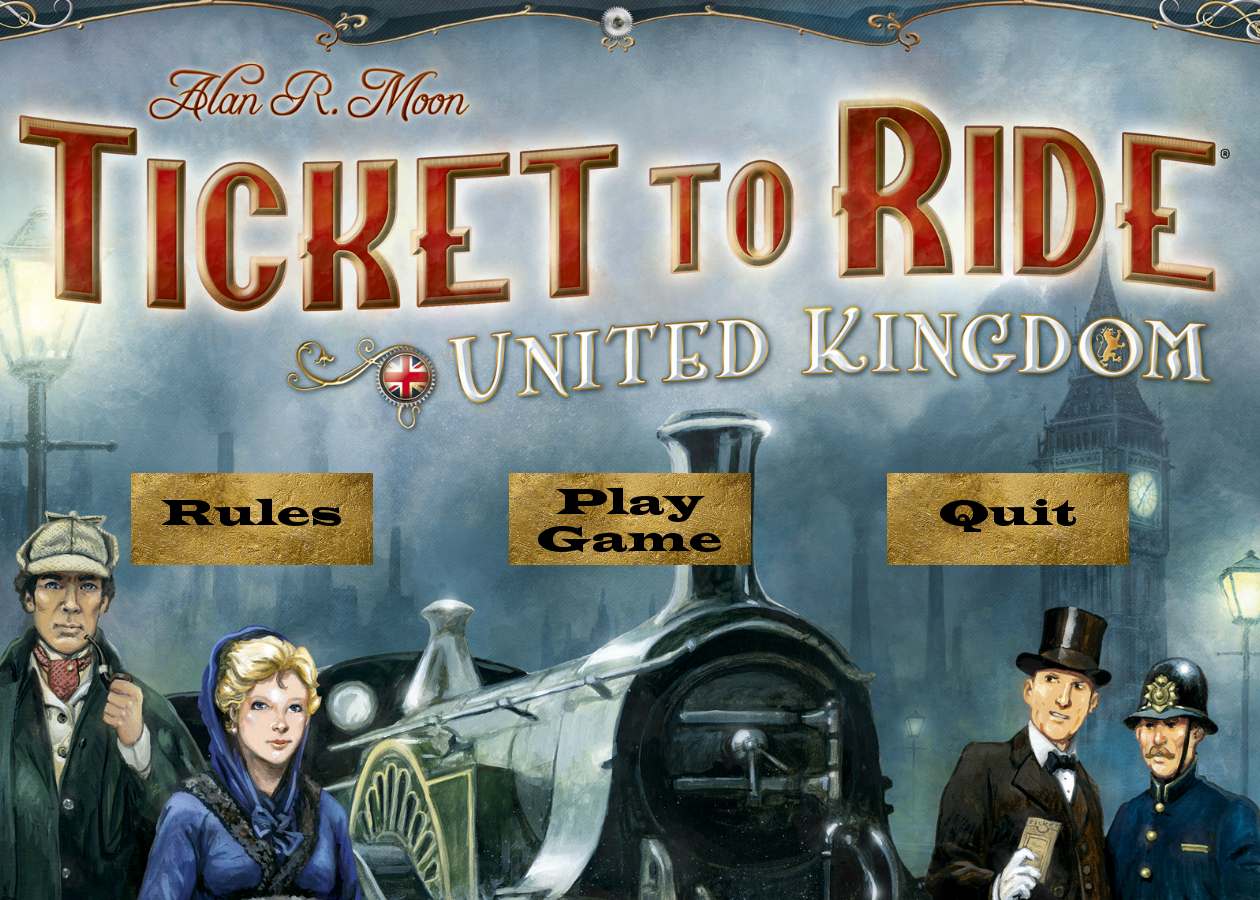 Alan R. Moon
TICKET TO RIDE®
UNITED KINGDOM
Rules
Play
Game
Quit